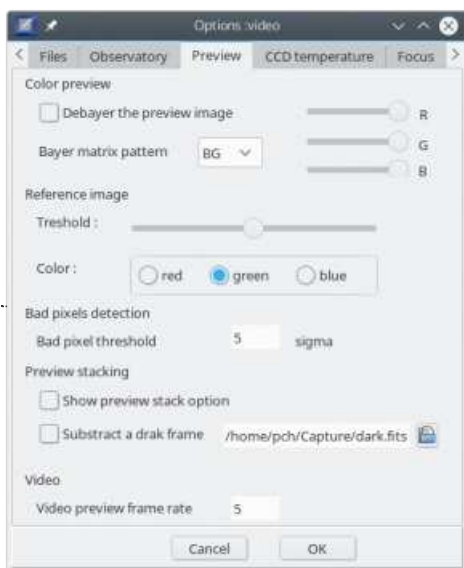 Options :video
Files Observatory Preview CCD temperature Focus
Color preview
Debayer the preview image
R
Bayer matrix pattern BG
G
B
Reference image
Treshold :
Color : red green blue
Bad pixels detection
Bad pixel threshold 5 sigma
Preview stacking
Show preview stack option
Substract a drak frame /home/pch/Capture/dark.fits
Video
Video preview frame rate 5
Cancel OK